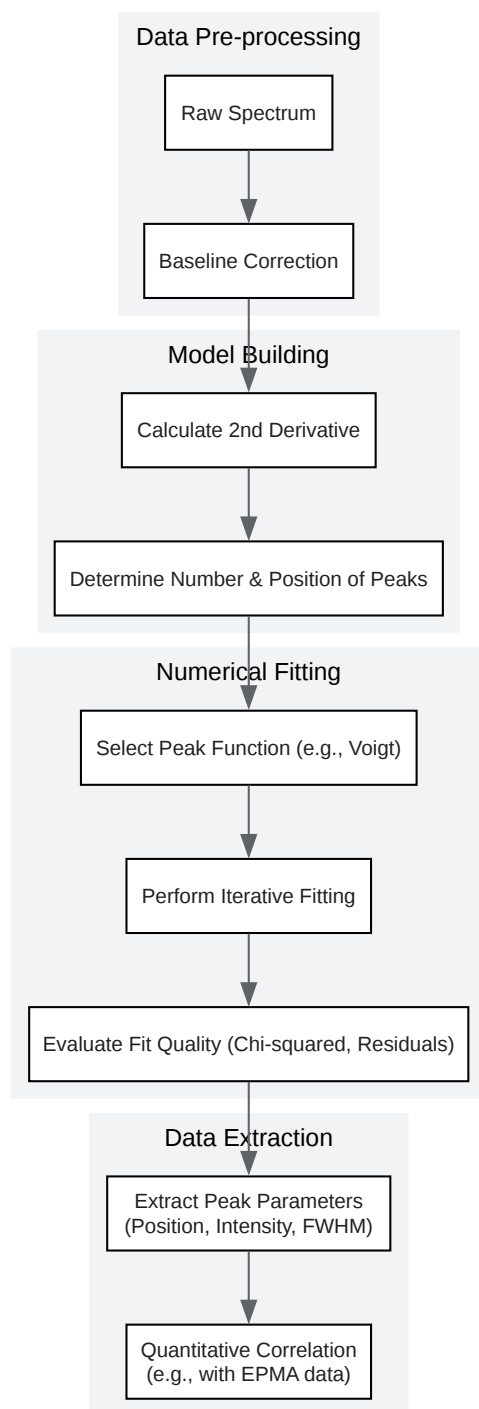 Data Pre-processing
Raw Spectrum
Baseline Correction
Model Building
Calculate 2nd Derivative
Determine Number & Position of Peaks
Numerical Fitting
Select Peak Function (e.g., Voigt)
Perform Iterative Fitting
Evaluate Fit Quality (Chi-squared, Residuals)
Data Extraction
Extract Peak Parameters
(Position, Intensity, FWHM)
Quantitative Correlation
(e.g., with EPMA data)